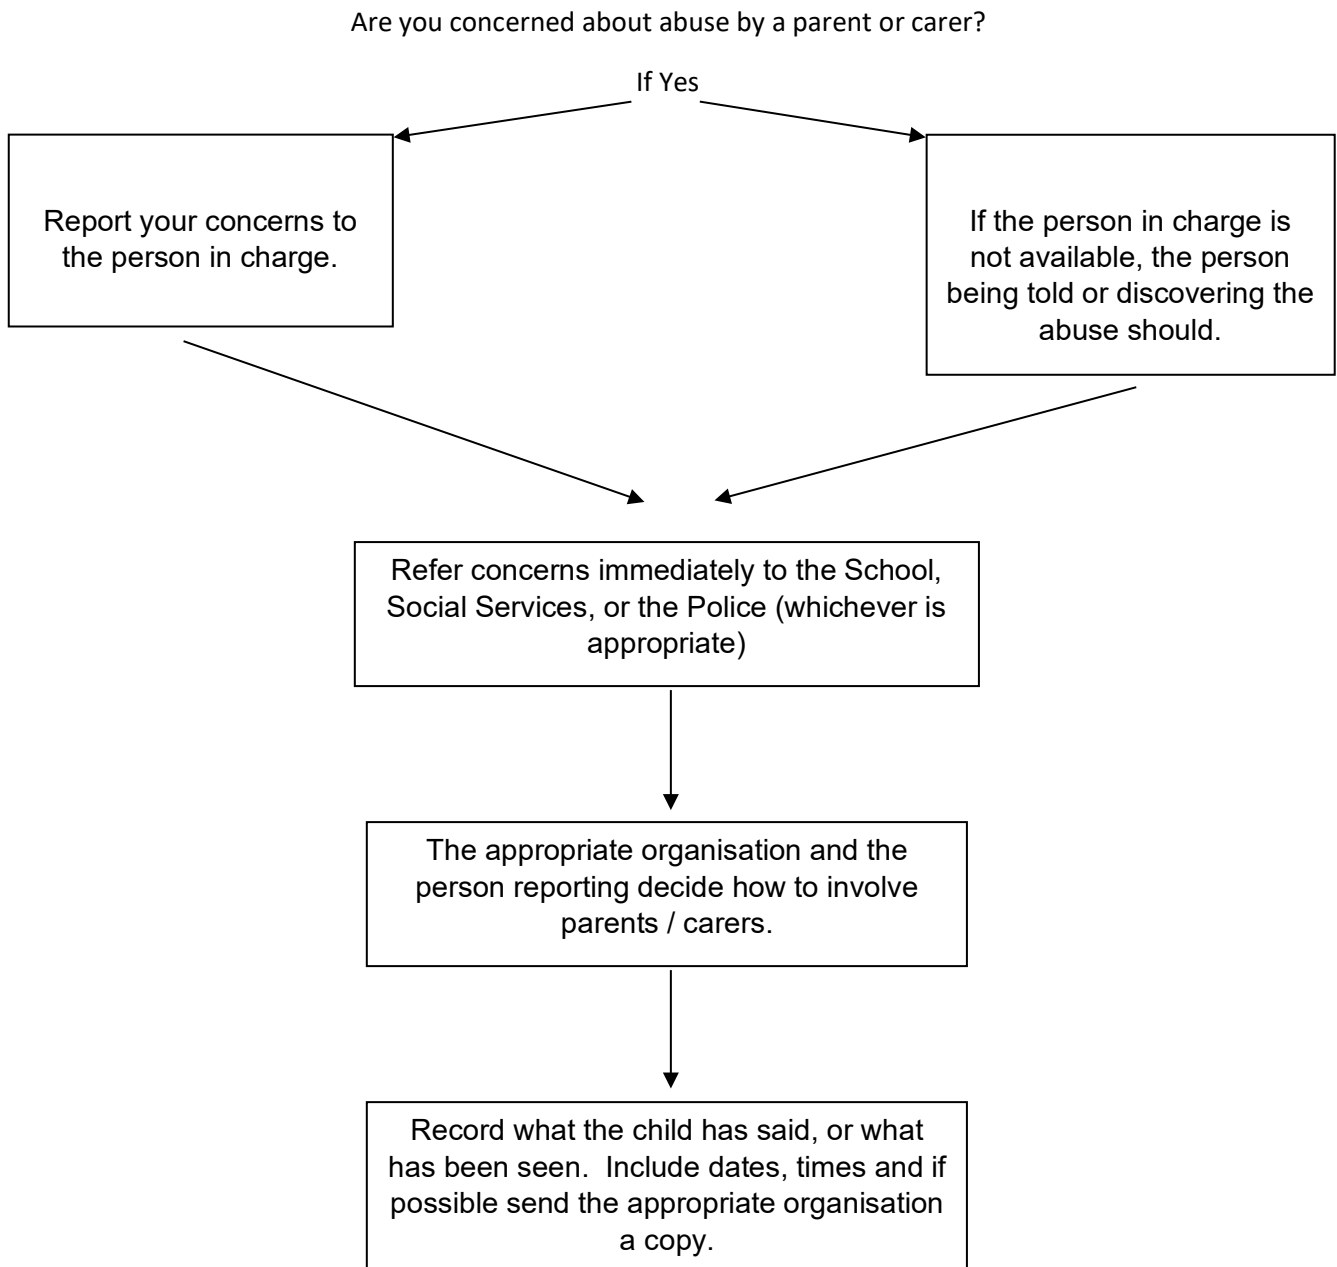 Are you concerned about abuse by a parent or carer?
If Yes
Report your concerns to
the person in charge.
If the person in charge is
not available, the person
being told or discovering the
abuse should.
Refer concerns immediately to the School,
Social Services, or the Police (whichever is
appropriate)
The appropriate organisation and the
person reporting decide how to involve
parents / carers.
Record what the child has said, or what
has been seen.  Include dates, times and if
possible send the appropriate organisation
a copy.